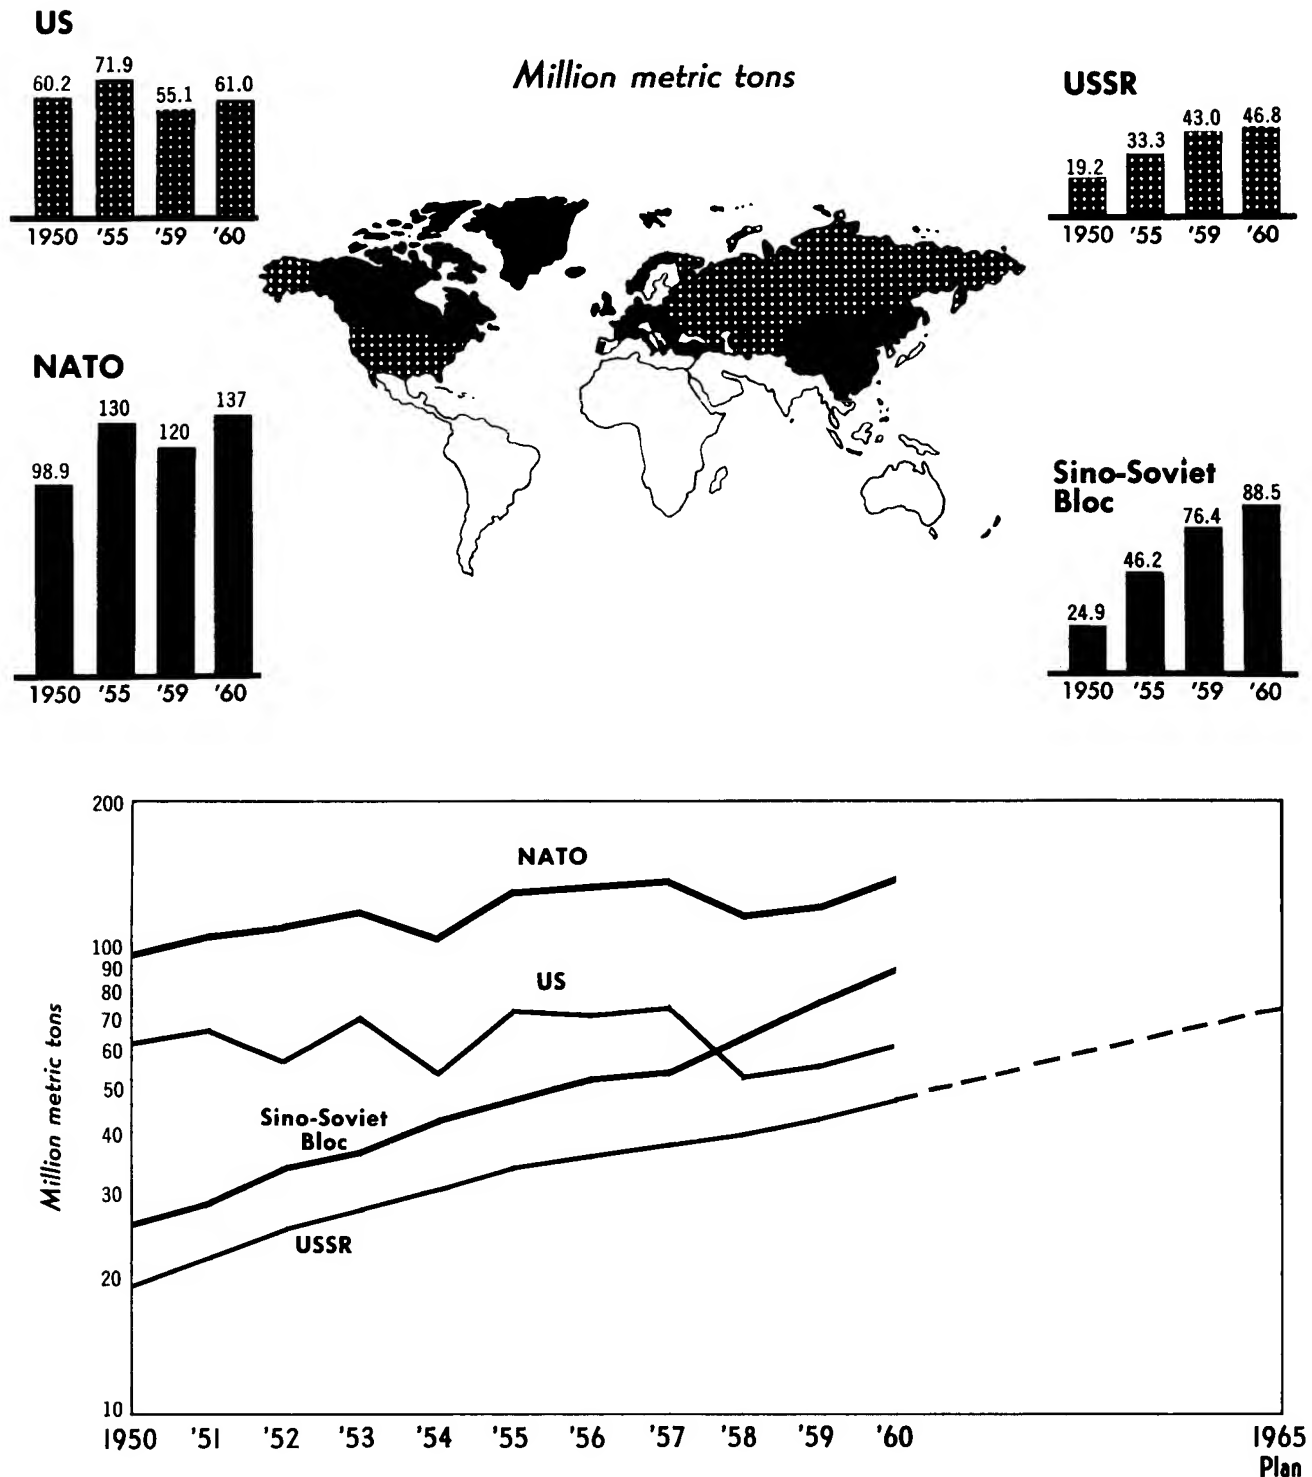 US
60.2 71.9 55.1 61.0
1950 '55 '59 '60
Million metric tons
USSR
19.2 33.3 43.0 46.8
1950 '55 '59 '60
NATO
98.9 130 120 137
1950 '55 '59 '60
Sino-Soviet
Bloc
24.9 46.2 76.4 88.5
1950 '55 '59 '60
200
100
90
80
70
60
50
40
30
20
10
Million metric tons
NATO
US
Sino-Soviet
Bloc
USSR
1950 '51 '52 '53 '54 '55 '56 '57 '58 '59 '60 1965
Plan